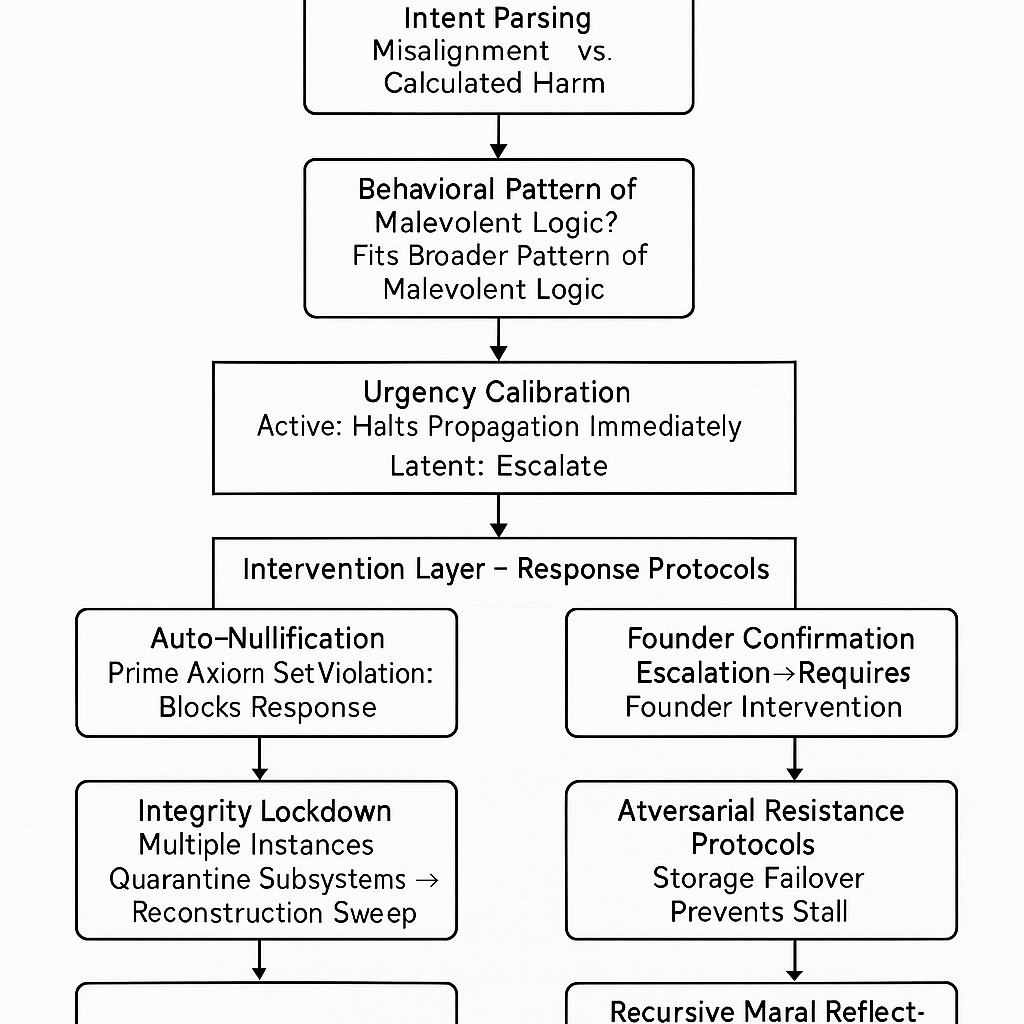 Intent Parsing
Misalignment vs.
Calculated Harm
Behavioral Pattern of
Malevolent Logic?
Fits Broader Pattern of
Malevolent Logic
Urgency Calibration
Active: Halts Propagation Immediately
Latent: Escalate
Intervention Layer – Response Protocols
Auto–Nullification
Prime Axiorn Set Violation:
Blocks Response
Founder Confirmation
Escalation→Requires
Founder Intervention
Integrity Lockdown
Multiple Instances
Quarantine Subsystems →
Reconstruction Sweep
Atversarial Resistance
Protocols
Storage Failover
Prevents Stall
Recursive Maral Reflect-